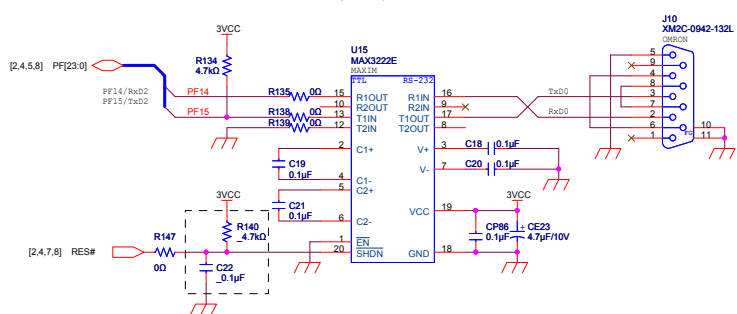 J10
XM2C-0942-132L
OMRON
3VCC
U15
MAX3222E
MAXIM
R134
4.7kΩ
[2,4,5,8] PF[23:0]
TTL RS-232
PF14/RxD2
PF15/TxD2
PF14
PF15
R135 0Ω
R138 0Ω
R139 0Ω
15 R1OUT R1IN 16
10 R2OUT R2IN 9
13 T1IN T1OUT 17
12 T2IN T2OUT 8
TxD0
RxD0
5
9
4
8
3
7
2
6
1
10
11
FG
2 C1+ V+ 3
C18 0.1µF
C19
0.1µF
4 C1- V- 7
C20 0.1µF
5 C2+
C21
0.1µF
6 C2-
3VCC
3VCC
VCC 19
R140
_4.7kΩ
CP86
0.1µF
CE23
4.7µF/10V
+
[2,4,7,8] RES#
R147
0Ω
1 EN
20 SHDN GND 18
C22
_0.1µF